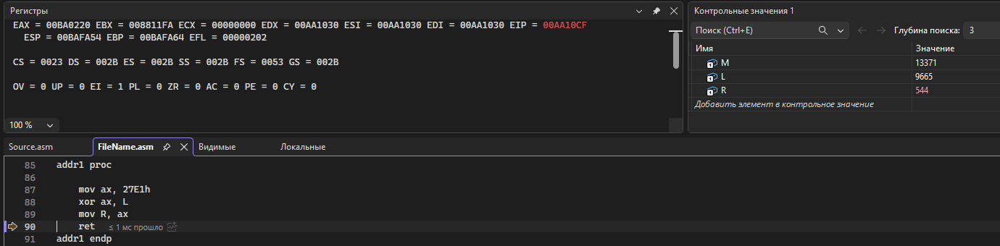 Регистры
EAX = 00BA0220 EBX = 008811FA ECX = 00000000 EDX = 00AA1030 ESI = 00AA1030 EDI = 00AA1030 EIP = 00AA10CF
ESP = 00BAFA54 EBP = 00BAFA64 EFL = 00000202
CS = 0023 DS = 002B ES = 002B SS = 002B FS = 0053 GS = 002B
OV = 0 UP = 0 EI = 1 PL = 0 ZR = 0 AC = 0 PE = 0 CY = 0
100 %
Контрольные значения 1
Поиск (Ctrl+E) Глубина поиска: 3
Имя Значение
M 13371
L 9665
R 544
Добавить элемент в контрольное значение
Source.asm FileName.asm Видимые Локальные
85 addr1 proc
86
87 mov ax, 27E1h
88 xor ax, L
89 mov R, ax
90 ret ≤ 1 мс прошло
91 addr1 endp